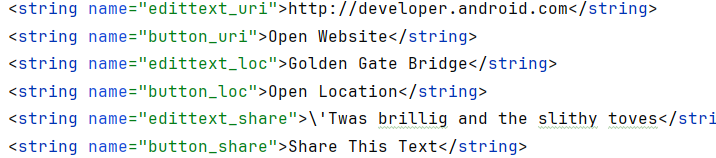 <string name="edittext_uri">http://developer.android.com</string>
<string name="button_uri">Open Website</string>
<string name="edittext_loc">Golden Gate Bridge</string>
<string name="button_loc">Open Location</string>
<string name="edittext_share">\'Twas brillig and the slithy toves</stri
<string name="button_share">Share This Text</string>